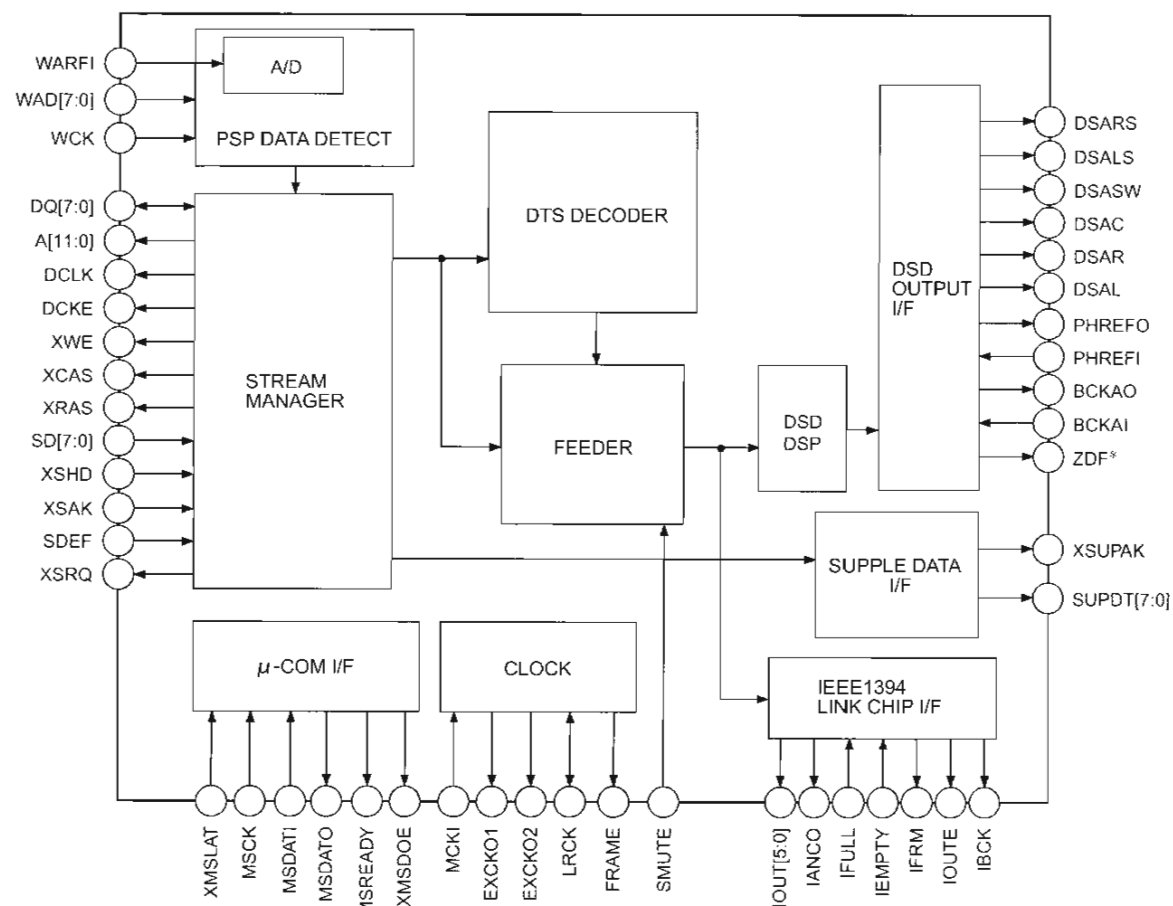 WARFI
WAD[7:0]
WCK
DQ[7:0]
A[11:0]
DCLK
DCKE
XWE
XCAS
XRAS
SD[7:0]
XSHD
XSAK
SDEF
XSRQ
A/D
PSP DATA DETECT
STREAM
MANAGER
DTS DECODER
FEEDER
DSD
DSP
DSD
OUTPUT
I/F
SUPPLE DATA
I/F
μ-COM I/F
CLOCK
IEEE1394
LINK CHIP I/F
DSARS
DSALS
DSASW
DSAC
DSAR
DSAL
PHREFO
PHREFI
BCKAO
BCKAI
ZDF*
XSUPAK
SUPDT[7:0]
XMSLAT
MSCK
MSDATI
MSDATO
MSREADY
XMSDOE
MCKI
EXCKO1
EXCKO2
LRCK
FRAME
SMUTE
IOUT[5:0]
IANCO
IFULL
IEMPTY
IFRM
IOUTE
IBCK